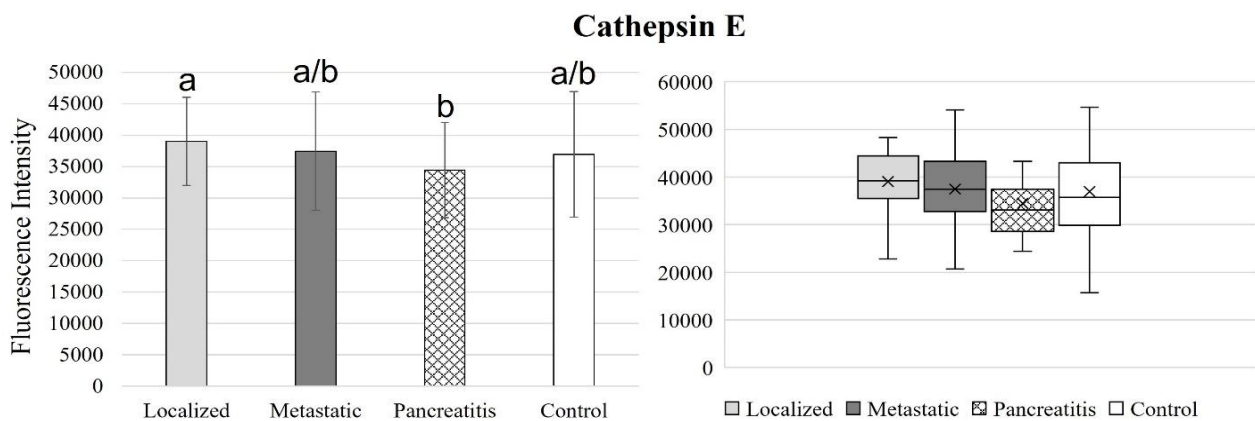 Cathepsin E
Fluorescence Intensity
50000
45000
40000
35000
30000
25000
20000
15000
10000
5000
0
a
a/b
b
a/b
Localized Metastatic Pancreatitis Control
60000
50000
40000
30000
20000
10000
0
Localized Metastatic Pancreatitis Control